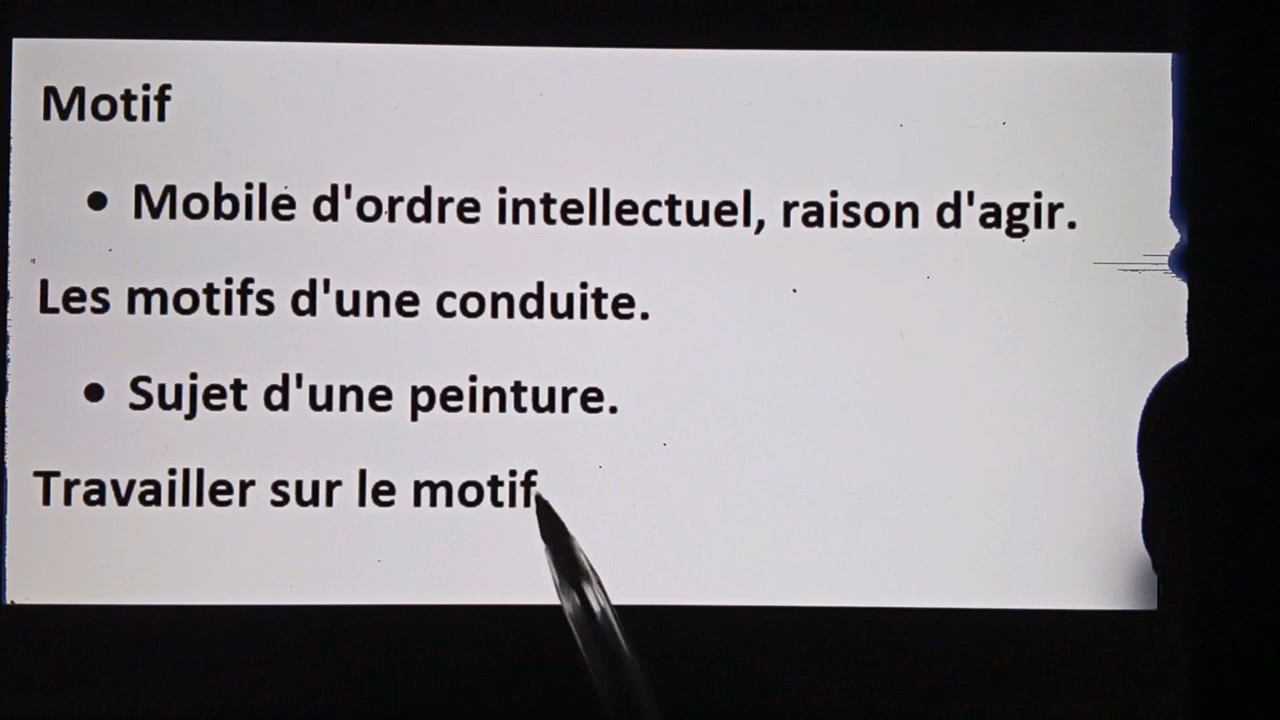 Motif
• Mobile d'ordre intellectuel, raison d'agir.
Les motifs d'une conduite.
• Sujet d'une peinture.
Travailler sur le motif